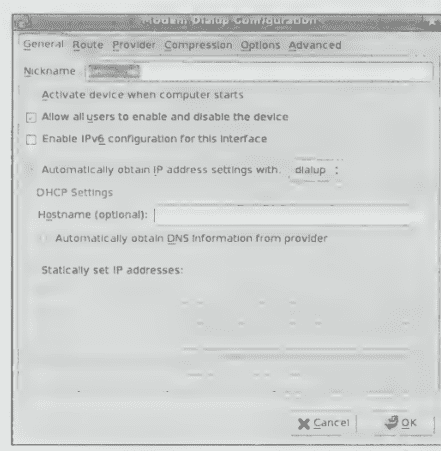 Modem Dialup Configuration
General Route Provider Compression Options Advanced
Nickname
Activate device when computer starts
Allow all users to enable and disable the device
Enable IPv6 configuration for this interface
Automatically obtain IP address settings with: dialup
DHCP Settings
Hostname (optional):
Automatically obtain DNS information from provider
Statically set IP addresses:
Cancel
OK